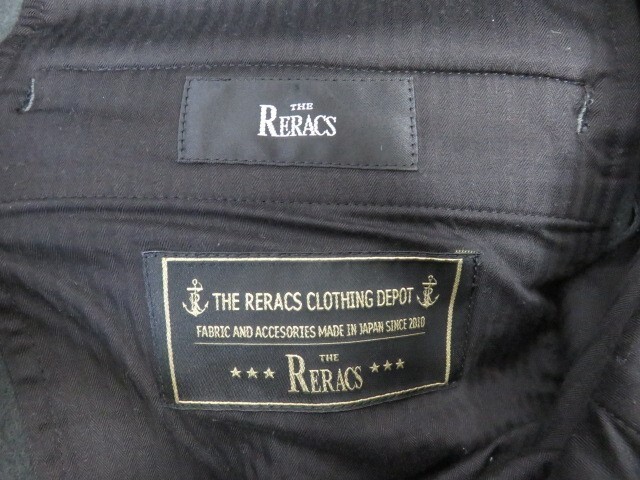 THE
RERACS
THE RERACS CLOTHING DEPOT
FABRIC AND ACCESORIES MADE IN JAPAN SINCE 2010
THE
RERACS